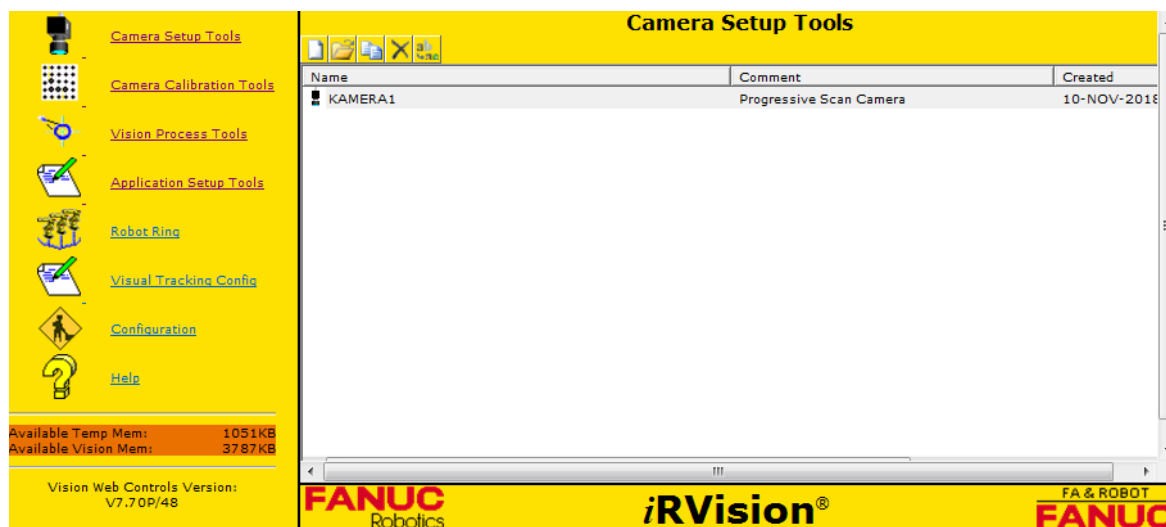 Camera Setup Tools
Camera Calibration Tools
Vision Process Tools
Application Setup Tools
Robot Ring
Visual Tracking Config
Configuration
Help
Available Temp Mem: 1051KB
Available Vision Mem: 3787KB
Vision Web Controls Version:
V7.70P/48
Camera Setup Tools
Name Comment Created
KAMERA1 Progressive Scan Camera 10-NOV-2018
FANUC
Robotics
iRVision®
FA & ROBOT
FANUC